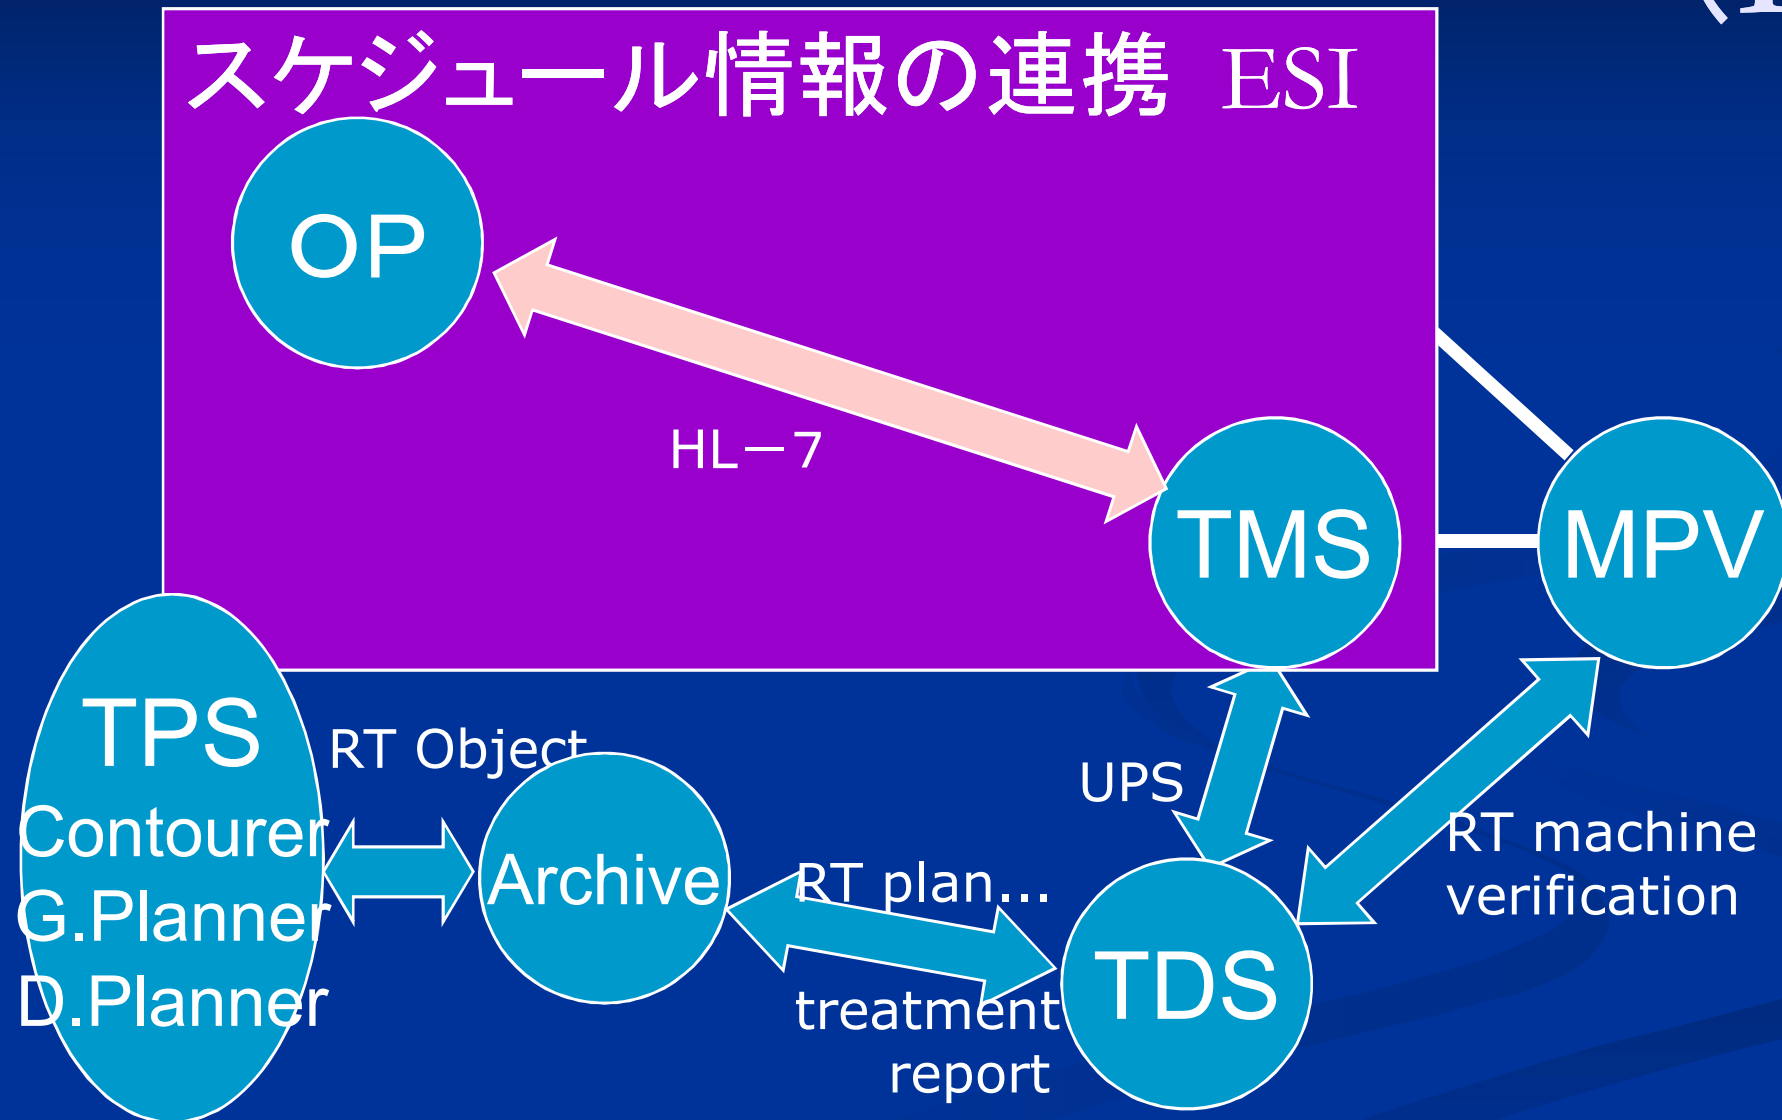 スケジュール情報の連携 ESI
OP
HL－7
TMS
MPV
TPS
Contourer
G.Planner
D.Planner
RT Object
Archive
UPS
RT plan...
treatment
report
TDS
RT machine
verification